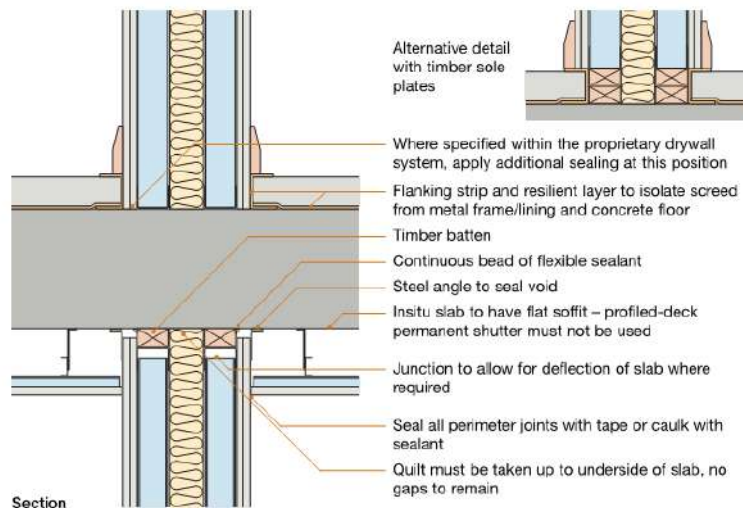 Alternative detail
with timber sole
plates
Where specified within the proprietary drywall
system, apply additional sealing at this position
Flanking strip and resilient layer to isolate screed
from metal frame/lining and concrete floor
Timber batten
Continuous bead of flexible sealant
Steel angle to seal void
Insitu slab to have flat soffit – profiled-deck
permanent shutter must not be used
Junction to allow for deflection of slab where
required
Seal all perimeter joints with tape or caulk with
sealant
Quilt must be taken up to underside of slab, no
gaps to remain
Section